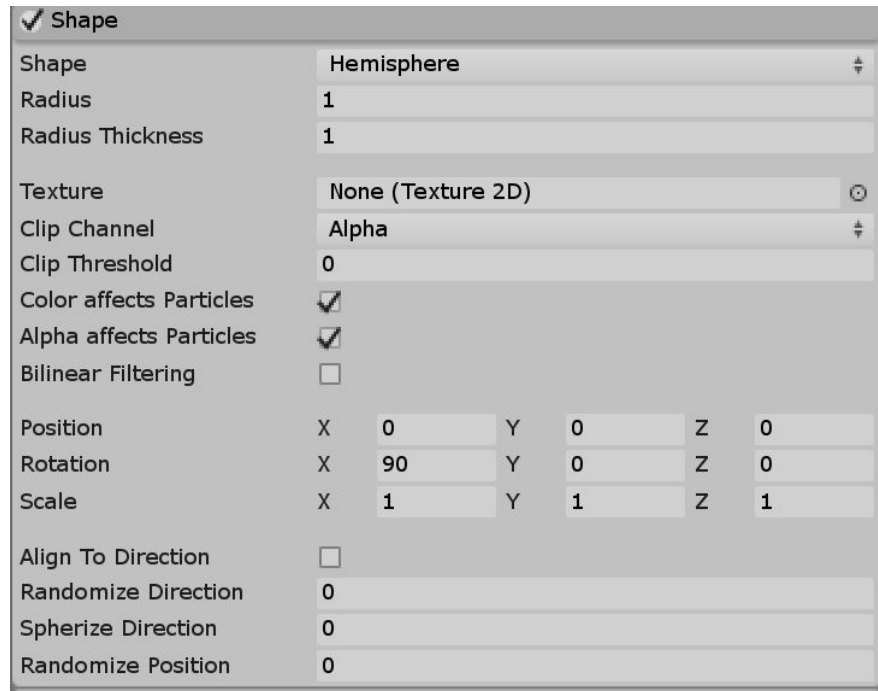 Shape
Shape Hemisphere
Radius 1
Radius Thickness 1
Texture None (Texture 2D)
Clip Channel Alpha
Clip Threshold 0
Color affects Particles
Alpha affects Particles
Bilinear Filtering
Position X 0 Y 0 Z 0
Rotation X 90 Y 0 Z 0
Scale X 1 Y 1 Z 1
Align To Direction
Randomize Direction 0
Spherize Direction 0
Randomize Position 0